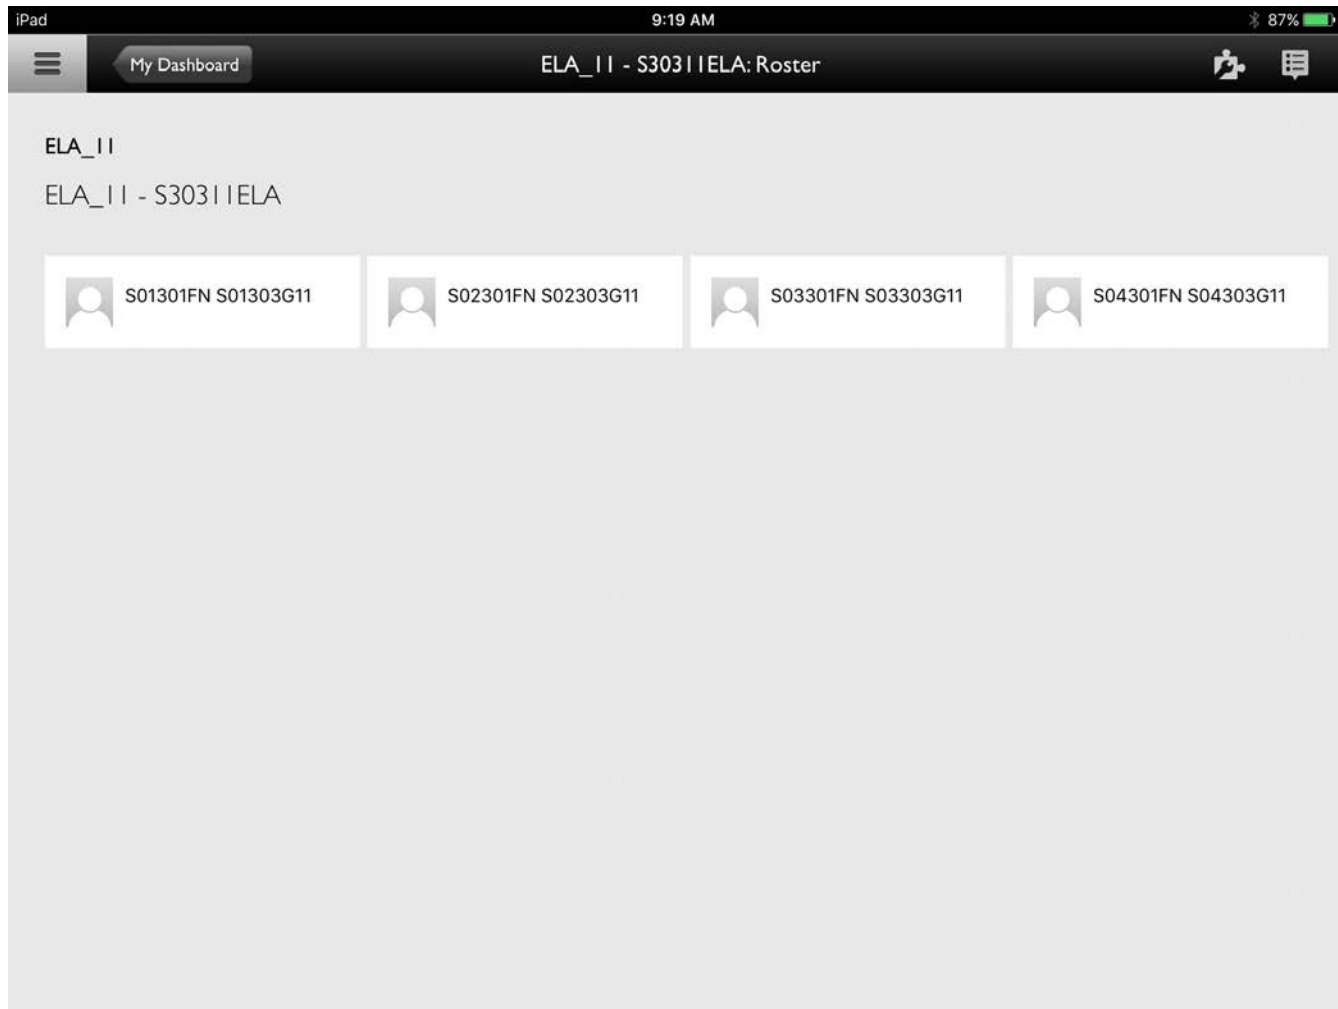 iPad 9:19 AM 87%
My Dashboard ELA_11 - S30311ELA: Roster
ELA_11
ELA_11 - S30311ELA
S01301FN S01303G11 S02301FN S02303G11 S03301FN S03303G11 S04301FN S04303G11